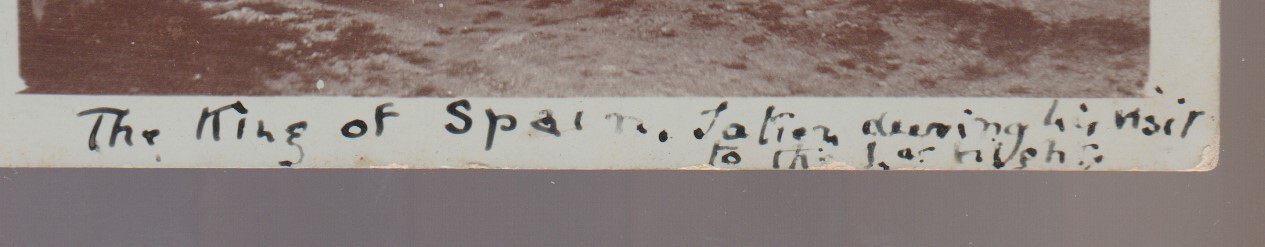 The King of Spain. Taken during his visit
to the